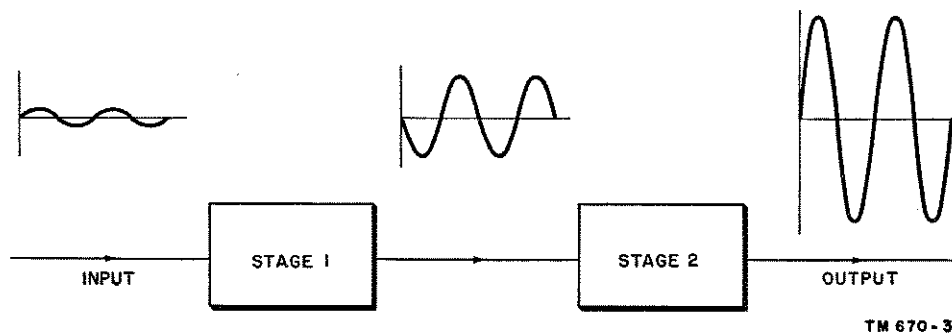 STAGE 1
STAGE 2
INPUT
OUTPUT
TM 670-3